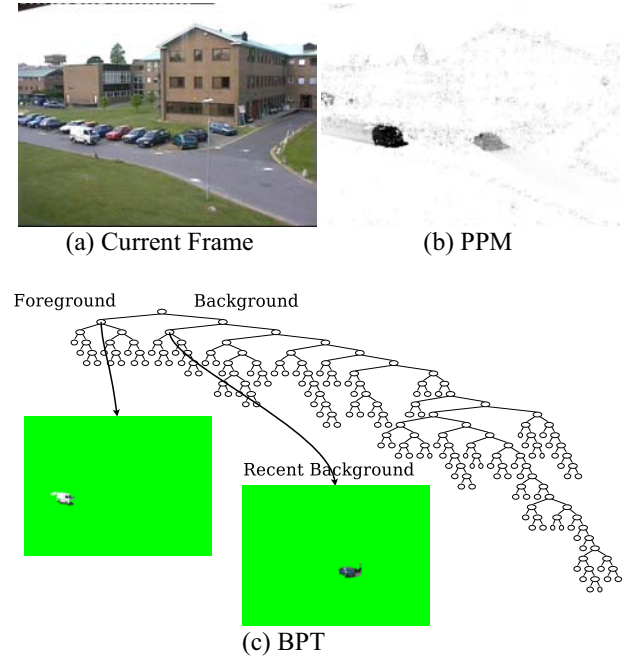 (a) Current Frame
(b) PPM
Foreground
Background
Recent Background
(c) BPT